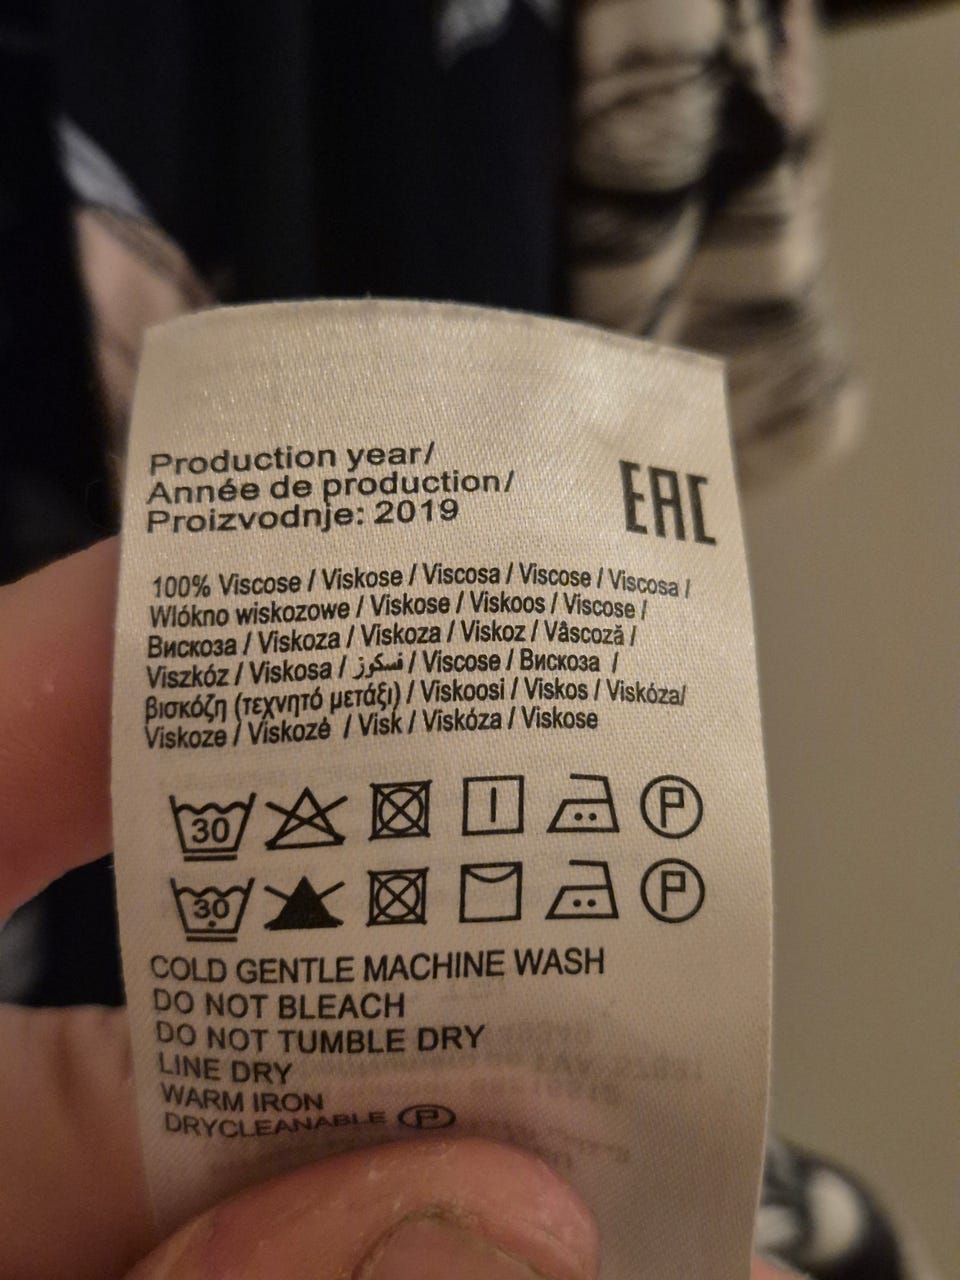 Production year/
Année de production/
Proizvodnje: 2019
EAC
100% Viscose / Viskose / Viscosa / Viscose / Viscosa /
Wlókno wiskozowe / Viskose / Viskoos / Viscose /
Вискоза / Viskoza / Viskoza / Viskoz / Vâscoză /
Viszkóz / Viskosa / فسكوز / Viscose / Вискоза /
βισκόζη (τεχνητό μετάξι) / Viskoosi / Viskos / Viskóza/
Viskoze / Viskozė / Visk / Viskóza / Viskose
30 P
30 P
COLD GENTLE MACHINE WASH
DO NOT BLEACH
DO NOT TUMBLE DRY
LINE DRY
WARM IRON
DRYCLEANABLE P